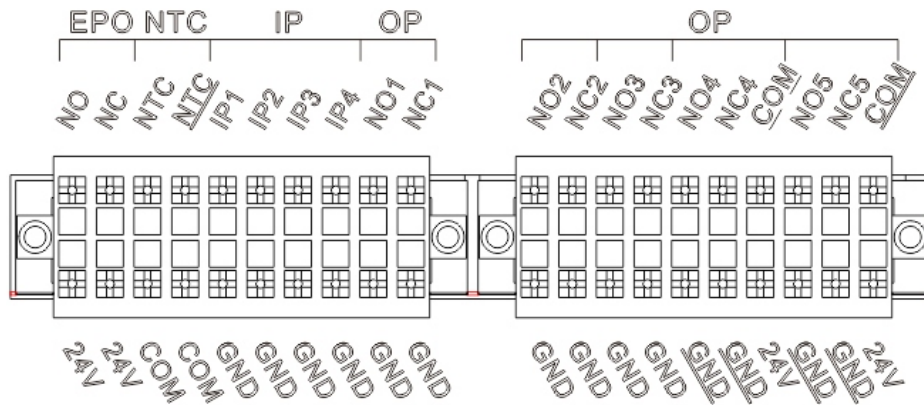 EPO NTC IP OP OP
NO NC NTC NTC IP1 IP2 IP3 IP4 NO1 NC1 NO2 NC2 NO3 NC3 NO4 NC4 COM NO5 NC5 COM
24V 24V COM COM GND GND GND GND GND GND GND GND GND GND GND GND 24V GND GND 24V